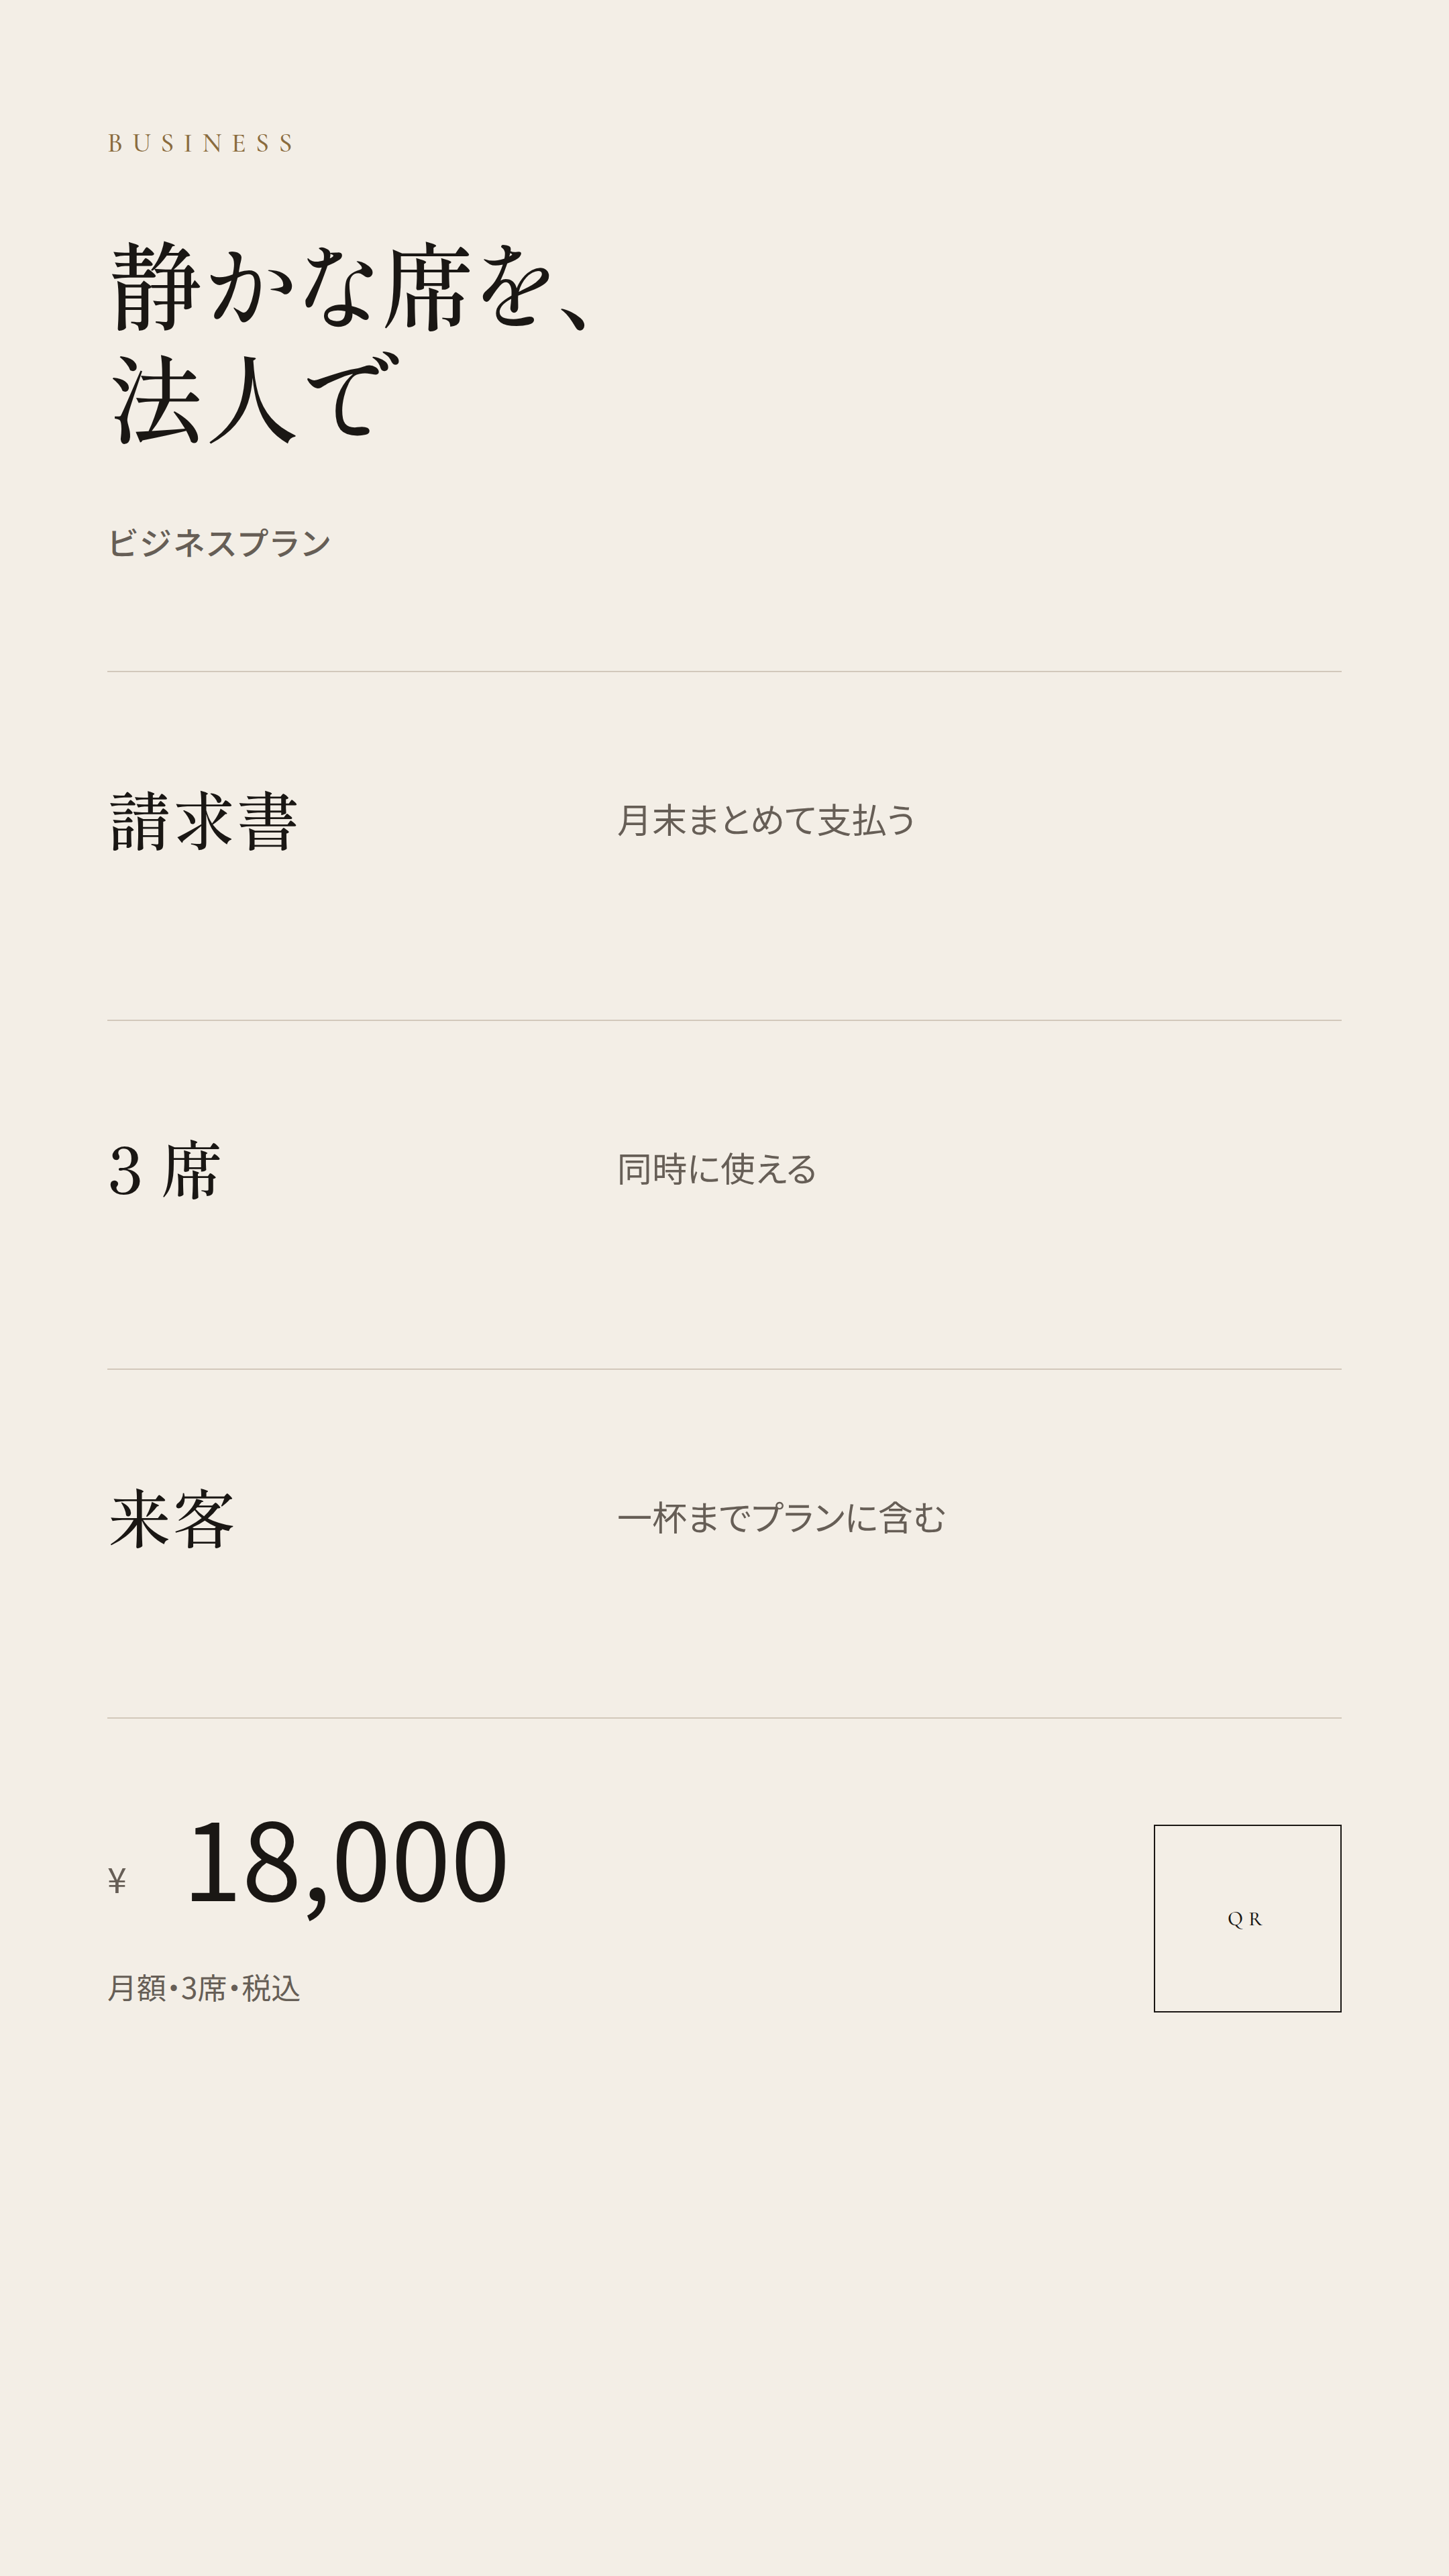 BUSINESS
静かな席を、
法人で
ビジネスプラン
請求書
月末まとめて支払う
3 席
同時に使える
来客
一杯までプランに含む
¥ 18,000
月額・3席・税込
QR